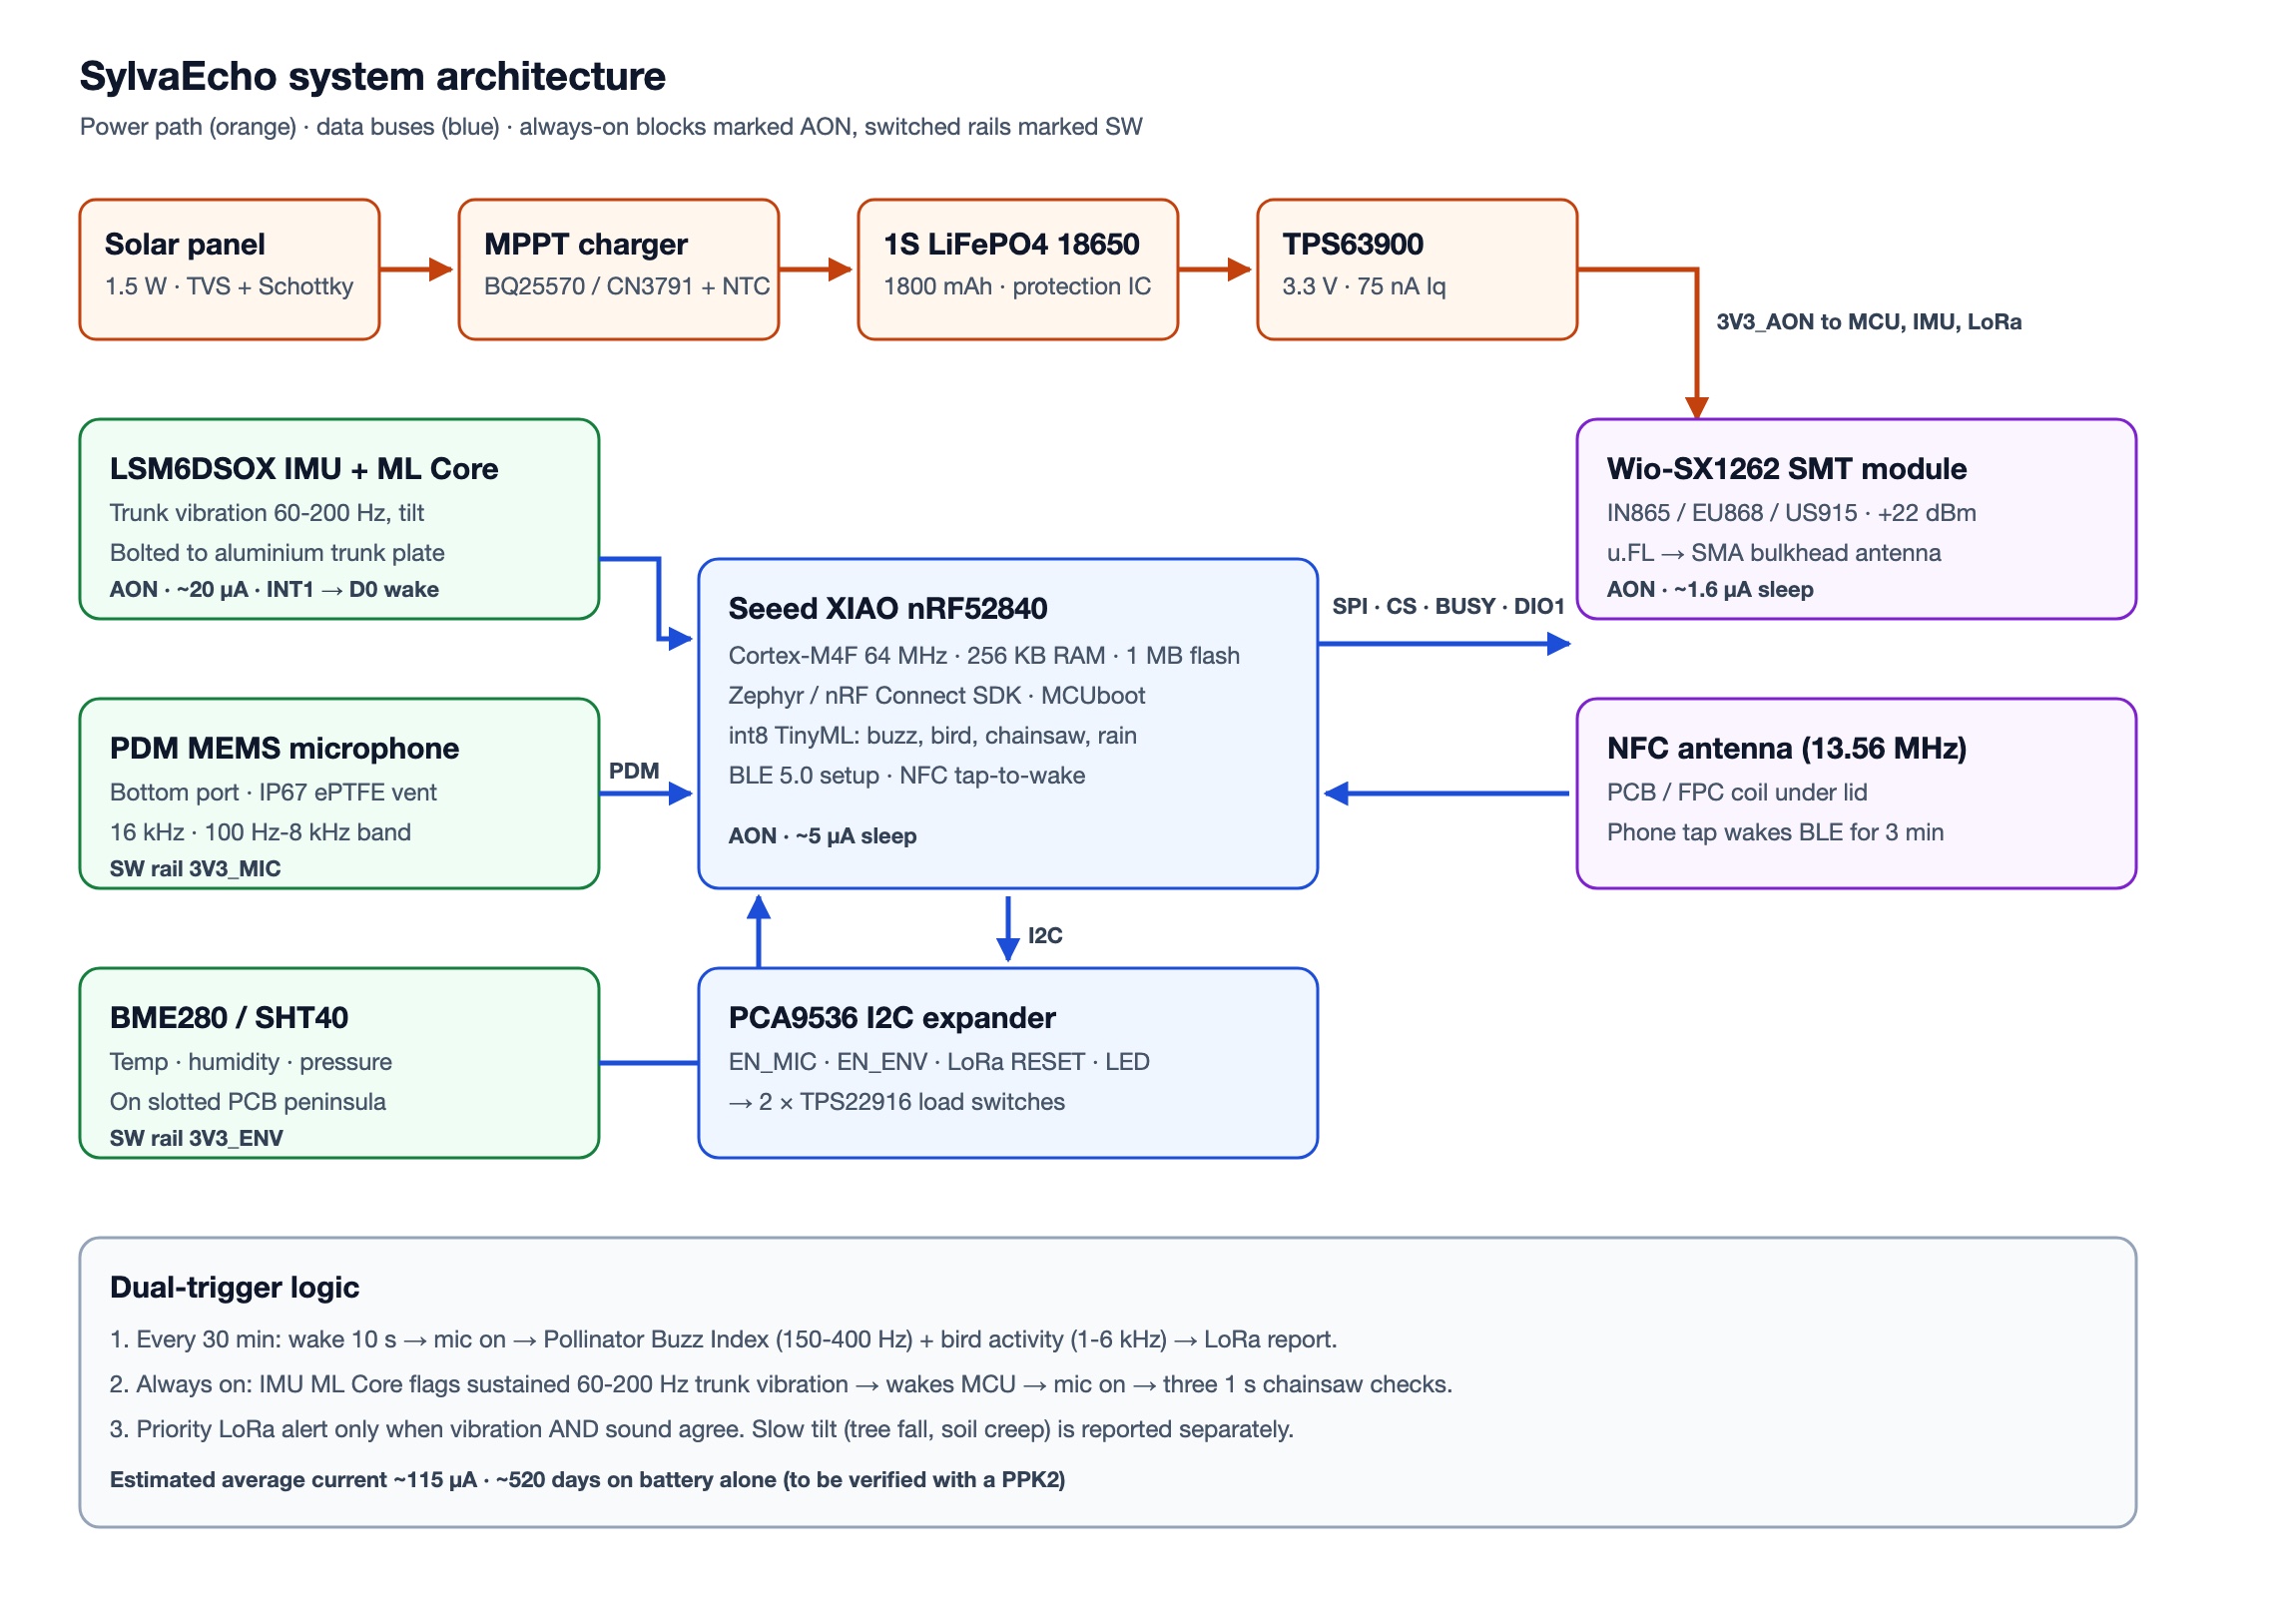 SylvaEcho system architecture
Power path (orange) · data buses (blue) · always-on blocks marked AON, switched rails marked SW
Solar panel
1.5 W · TVS + Schottky
MPPT charger
BQ25570 / CN3791 + NTC
1S LiFePO4 18650
1800 mAh · protection IC
TPS63900
3.3 V · 75 nA Iq
3V3_AON to MCU, IMU, LoRa
LSM6DSOX IMU + ML Core
Trunk vibration 60-200 Hz, tilt
Bolted to aluminium trunk plate
AON · ~20 µA · INT1 → D0 wake
Wio-SX1262 SMT module
IN865 / EU868 / US915 · +22 dBm
u.FL → SMA bulkhead antenna
AON · ~1.6 µA sleep
Seeed XIAO nRF52840
Cortex-M4F 64 MHz · 256 KB RAM · 1 MB flash
Zephyr / nRF Connect SDK · MCUboot
int8 TinyML: buzz, bird, chainsaw, rain
BLE 5.0 setup · NFC tap-to-wake
AON · ~5 µA sleep
SPI · CS · BUSY · DIO1
PDM MEMS microphone
Bottom port · IP67 ePTFE vent
16 kHz · 100 Hz-8 kHz band
SW rail 3V3_MIC
PDM
NFC antenna (13.56 MHz)
PCB / FPC coil under lid
Phone tap wakes BLE for 3 min
I2C
BME280 / SHT40
Temp · humidity · pressure
On slotted PCB peninsula
SW rail 3V3_ENV
PCA9536 I2C expander
EN_MIC · EN_ENV · LoRa RESET · LED
→ 2 × TPS22916 load switches
Dual-trigger logic
1. Every 30 min: wake 10 s → mic on → Pollinator Buzz Index (150-400 Hz) + bird activity (1-6 kHz) → LoRa report.
2. Always on: IMU ML Core flags sustained 60-200 Hz trunk vibration → wakes MCU → mic on → three 1 s chainsaw checks.
3. Priority LoRa alert only when vibration AND sound agree. Slow tilt (tree fall, soil creep) is reported separately.
Estimated average current ~115 µA · ~520 days on battery alone (to be verified with a PPK2)